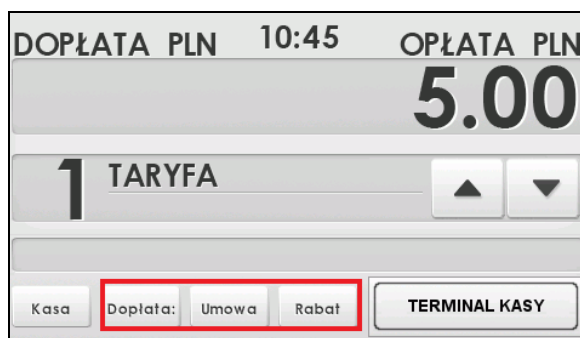 DOPŁATA PLN 10:45 OPŁATA PLN
5.00
1 TARYFA
Kasa Dopłata: Umowa Rabat TERMINAL KASY